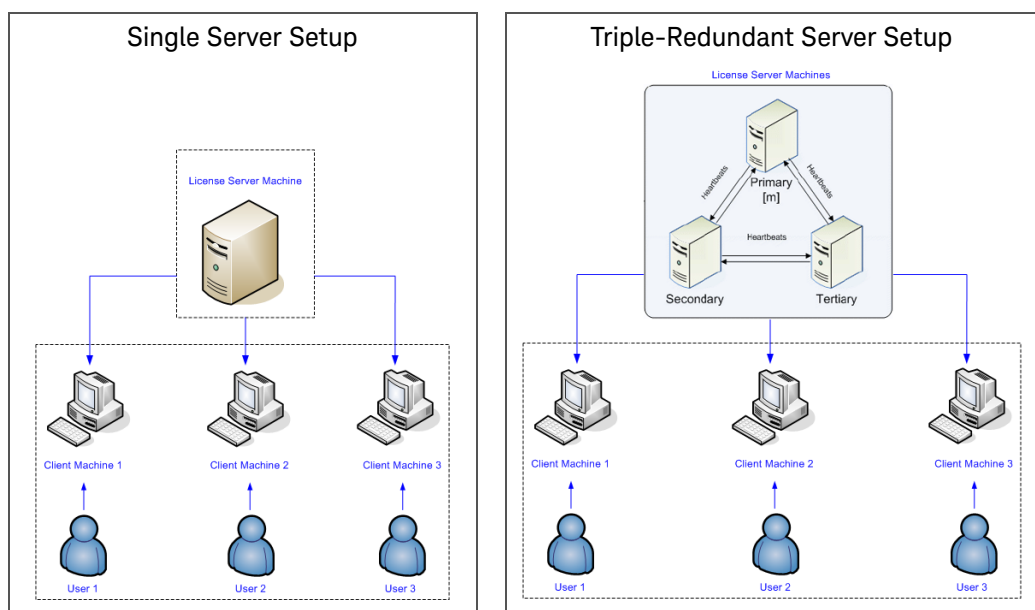 Single Server Setup
License Server Machine
Client Machine 1
Client Machine 2
Client Machine 3
User 1
User 2
User 3
Triple-Redundant Server Setup
License Server Machines
Primary
[m]
Heartbeats
Heartbeats
Heartbeats
Secondary
Tertiary
Client Machine 1
Client Machine 2
Client Machine 3
User 1
User 2
User 3